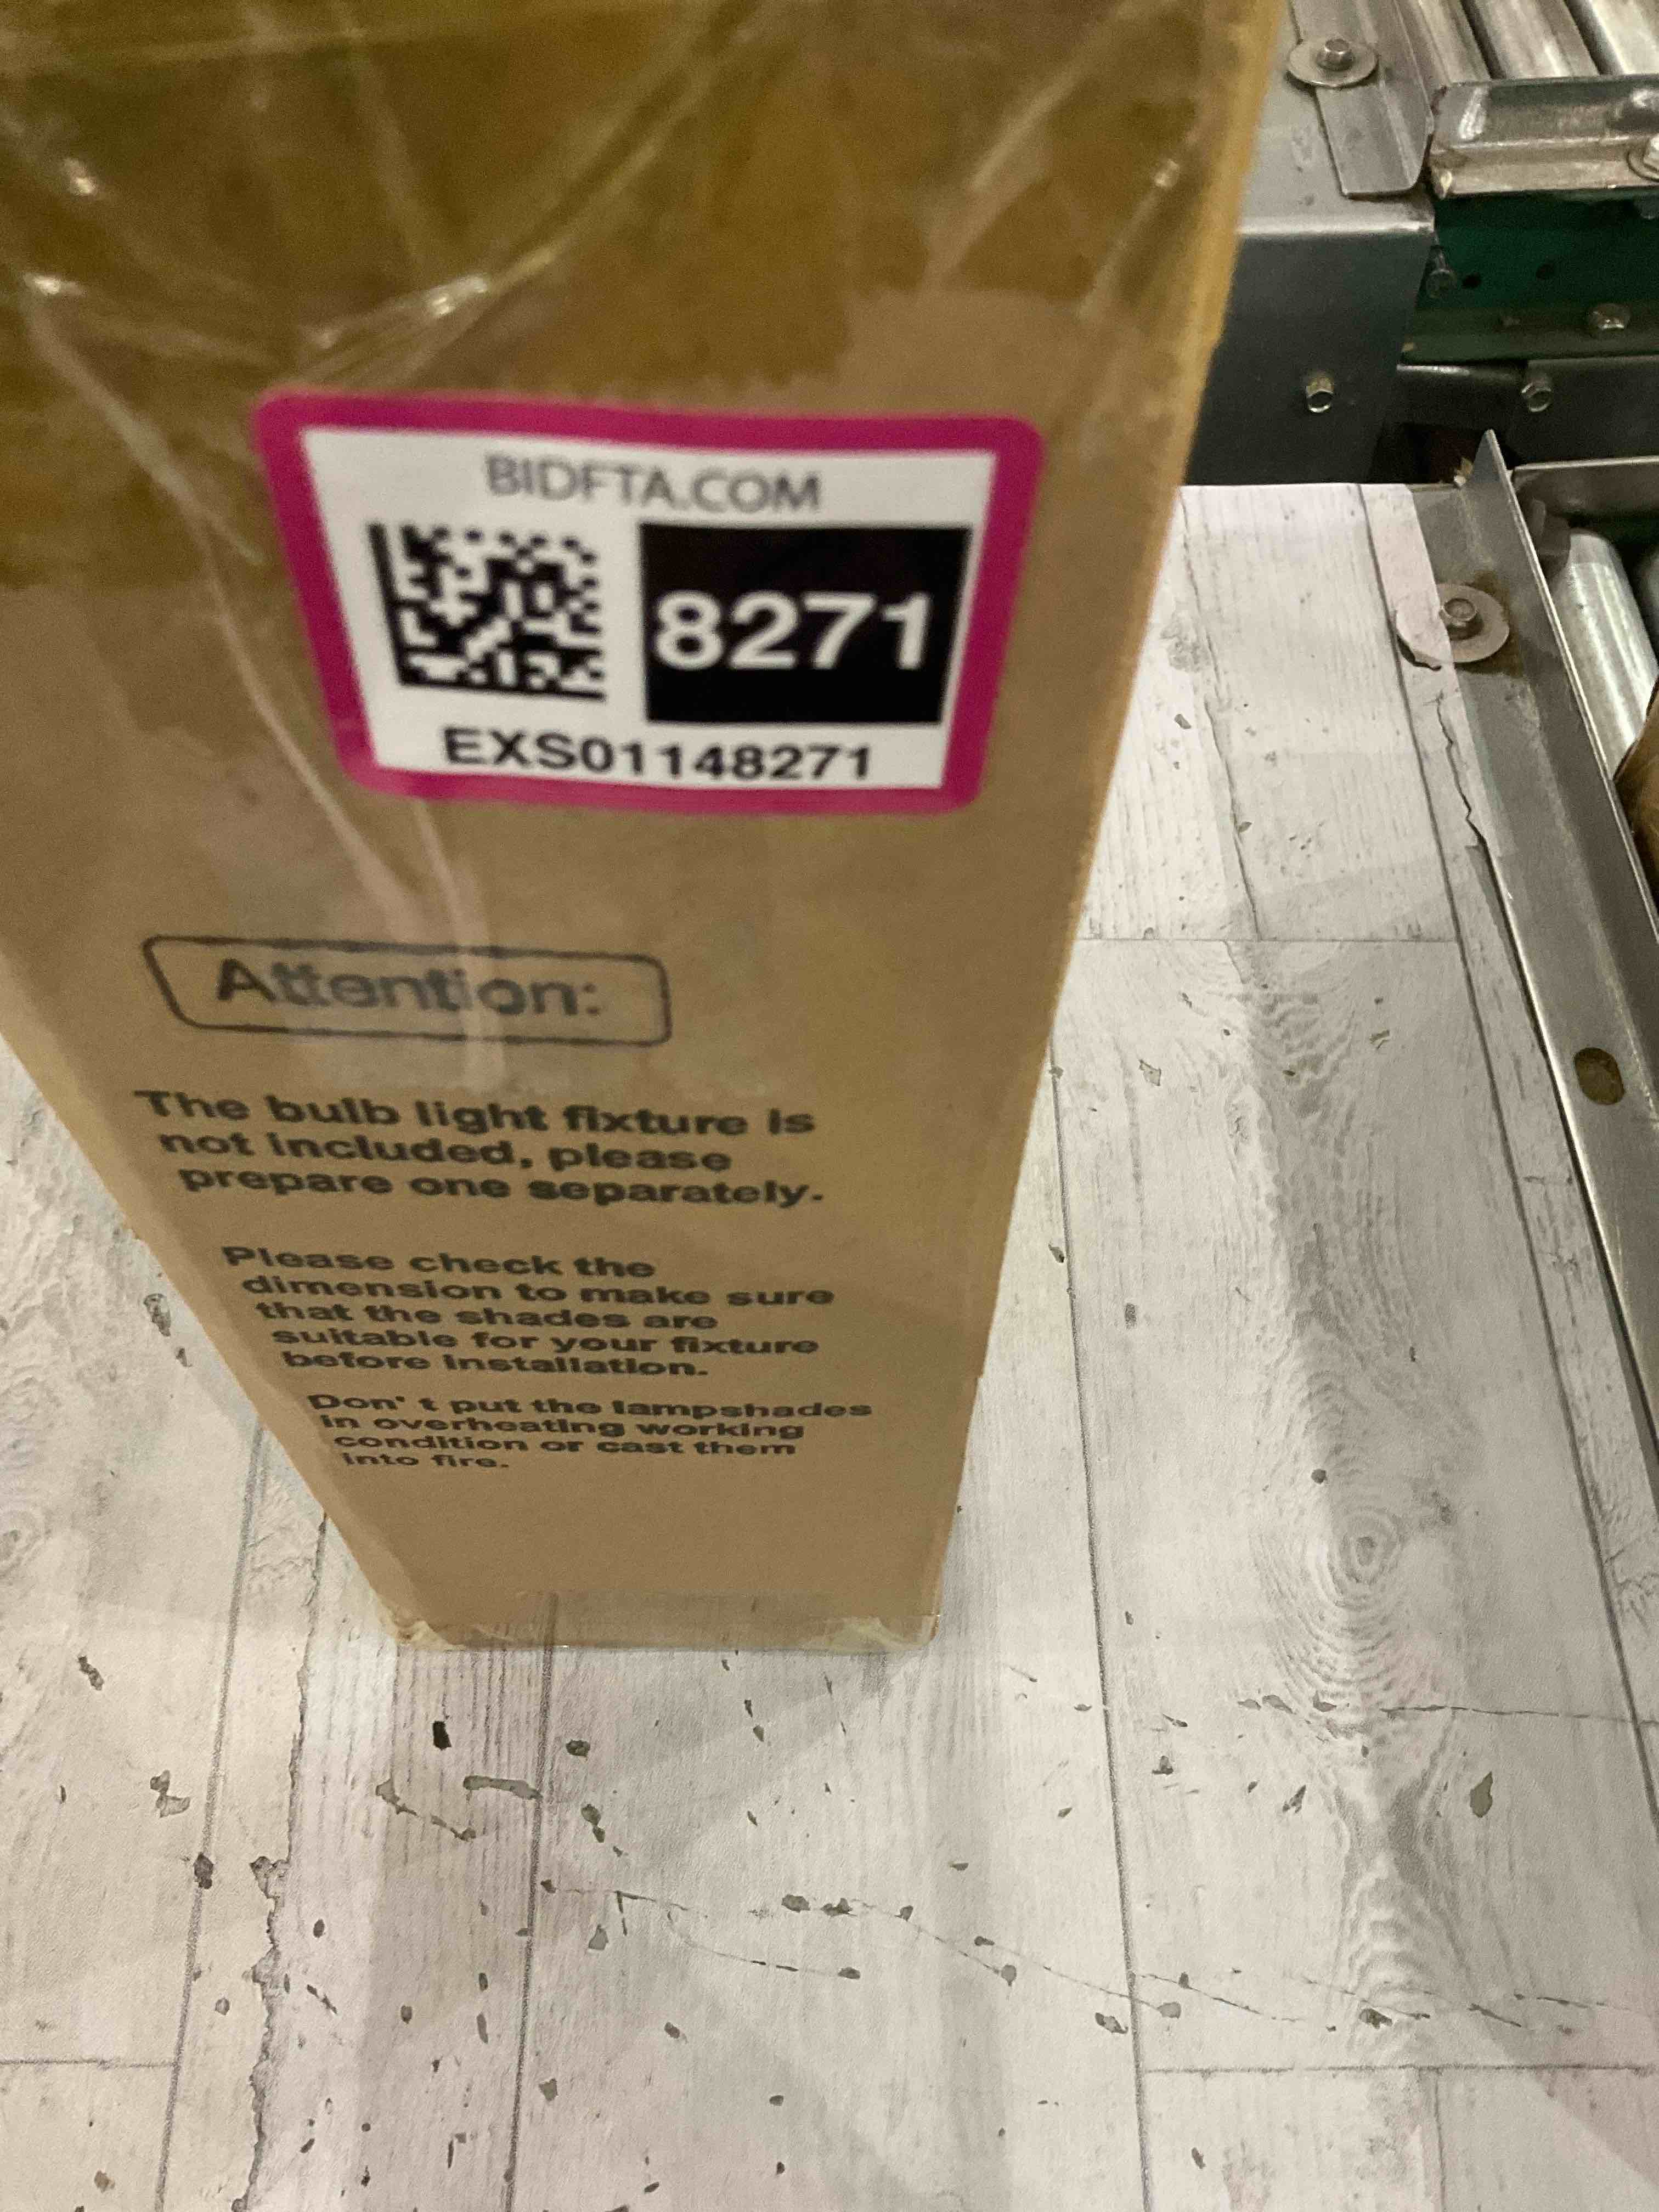 BIDFTA.COM
8271
EXS01148271
Attention:
The bulb light fixture is
not included, please
prepare one separately.
Please check the
dimension to make sure
that the shades are
suitable for your fixture
before installation.
Don't put the lampshades
in overheating working
condition or cast them
into fire.